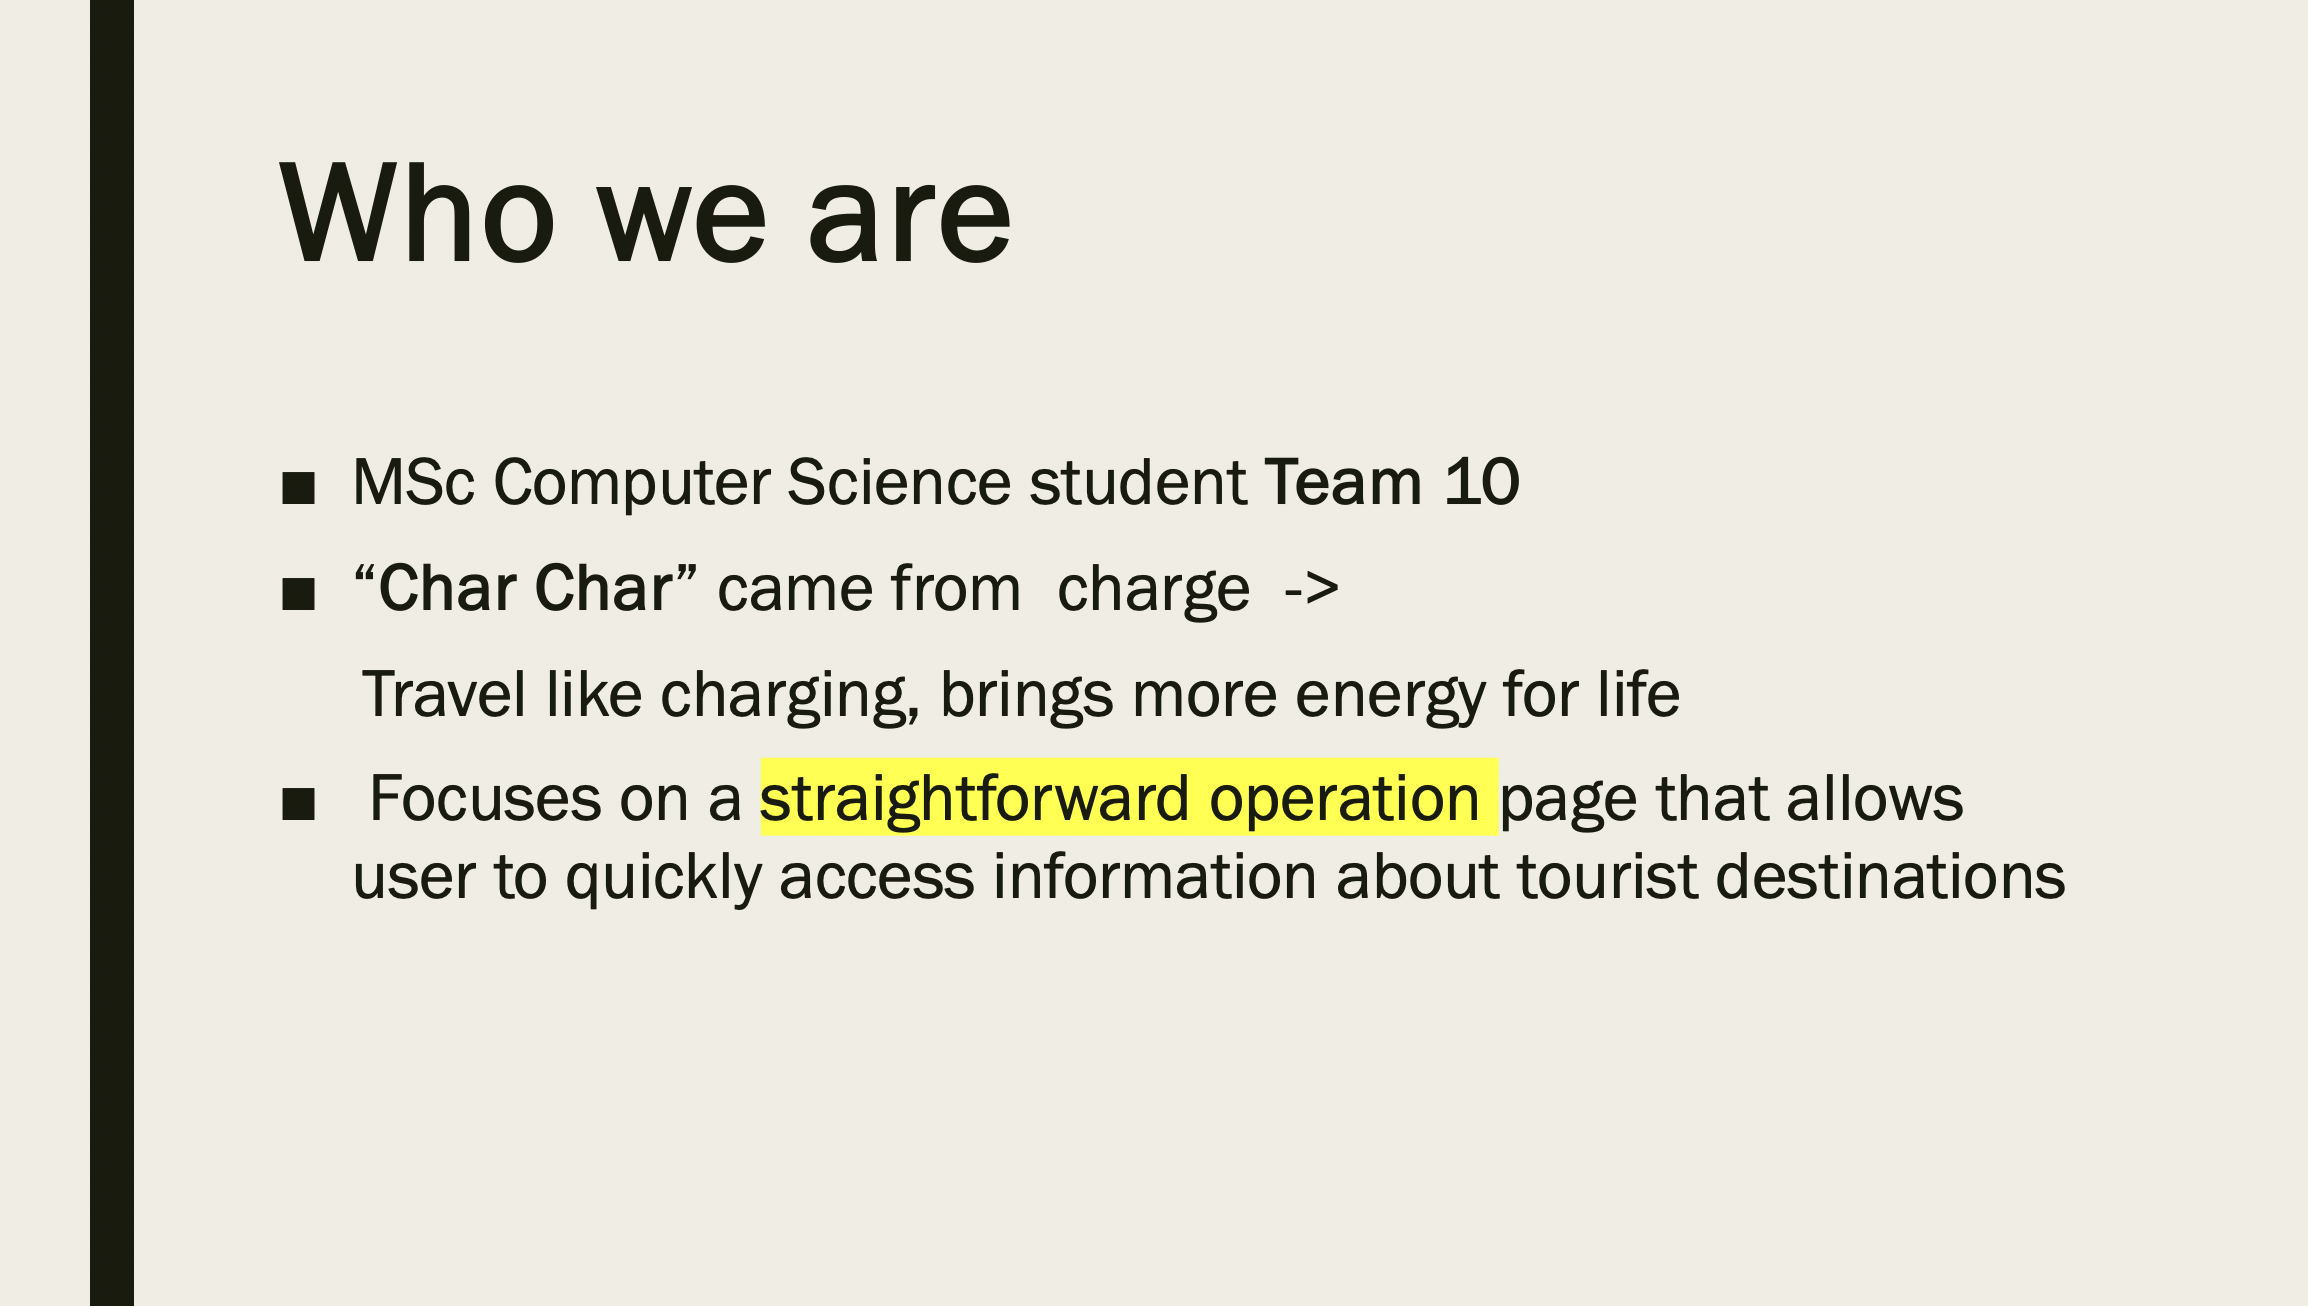 Who we are
■ MSc Computer Science student Team 10
■ “Char Char” came from  charge  ->
Travel like charging, brings more energy for life
■ Focuses on a straightforward operation page that allows
user to quickly access information about tourist destinations